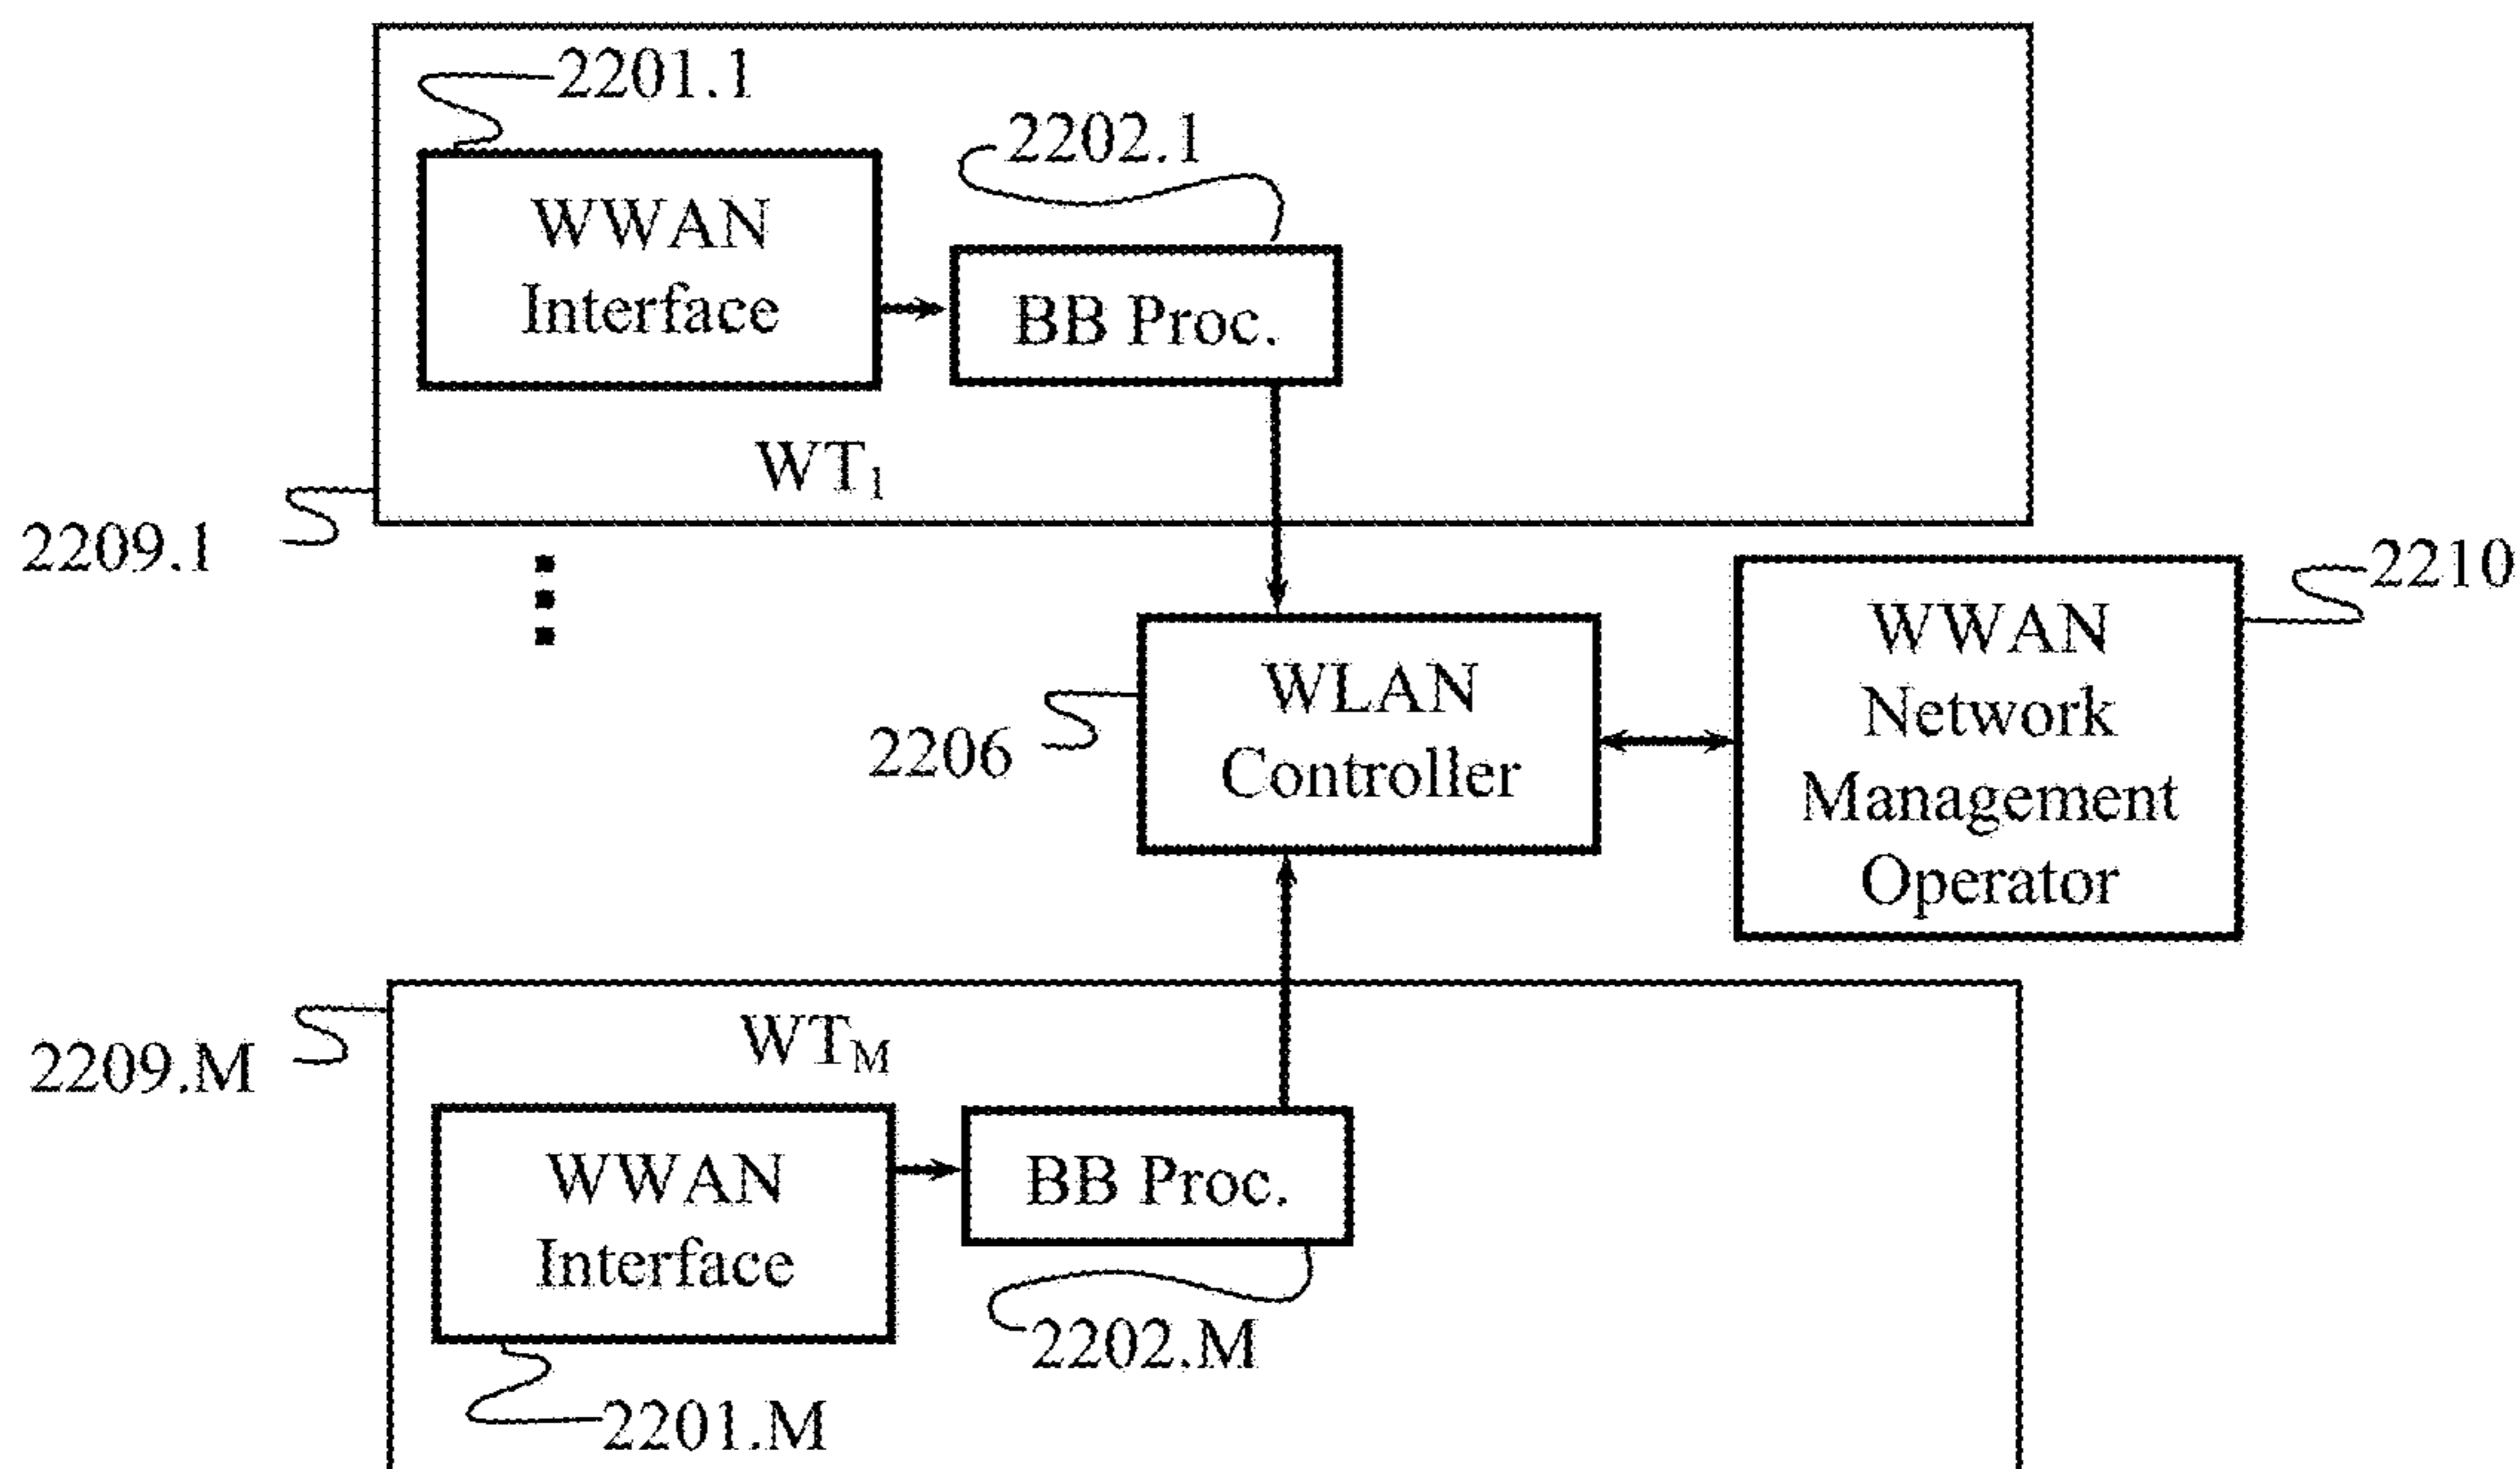 2201.1
2202.1
WWAN
Interface
BB Proc.
WT1
2209.1
2210
WWAN
Network
Management
Operator
WLAN
Controller
2206
2209.M
WTM
WWAN
Interface
BB Proc.
2202.M
2201.M